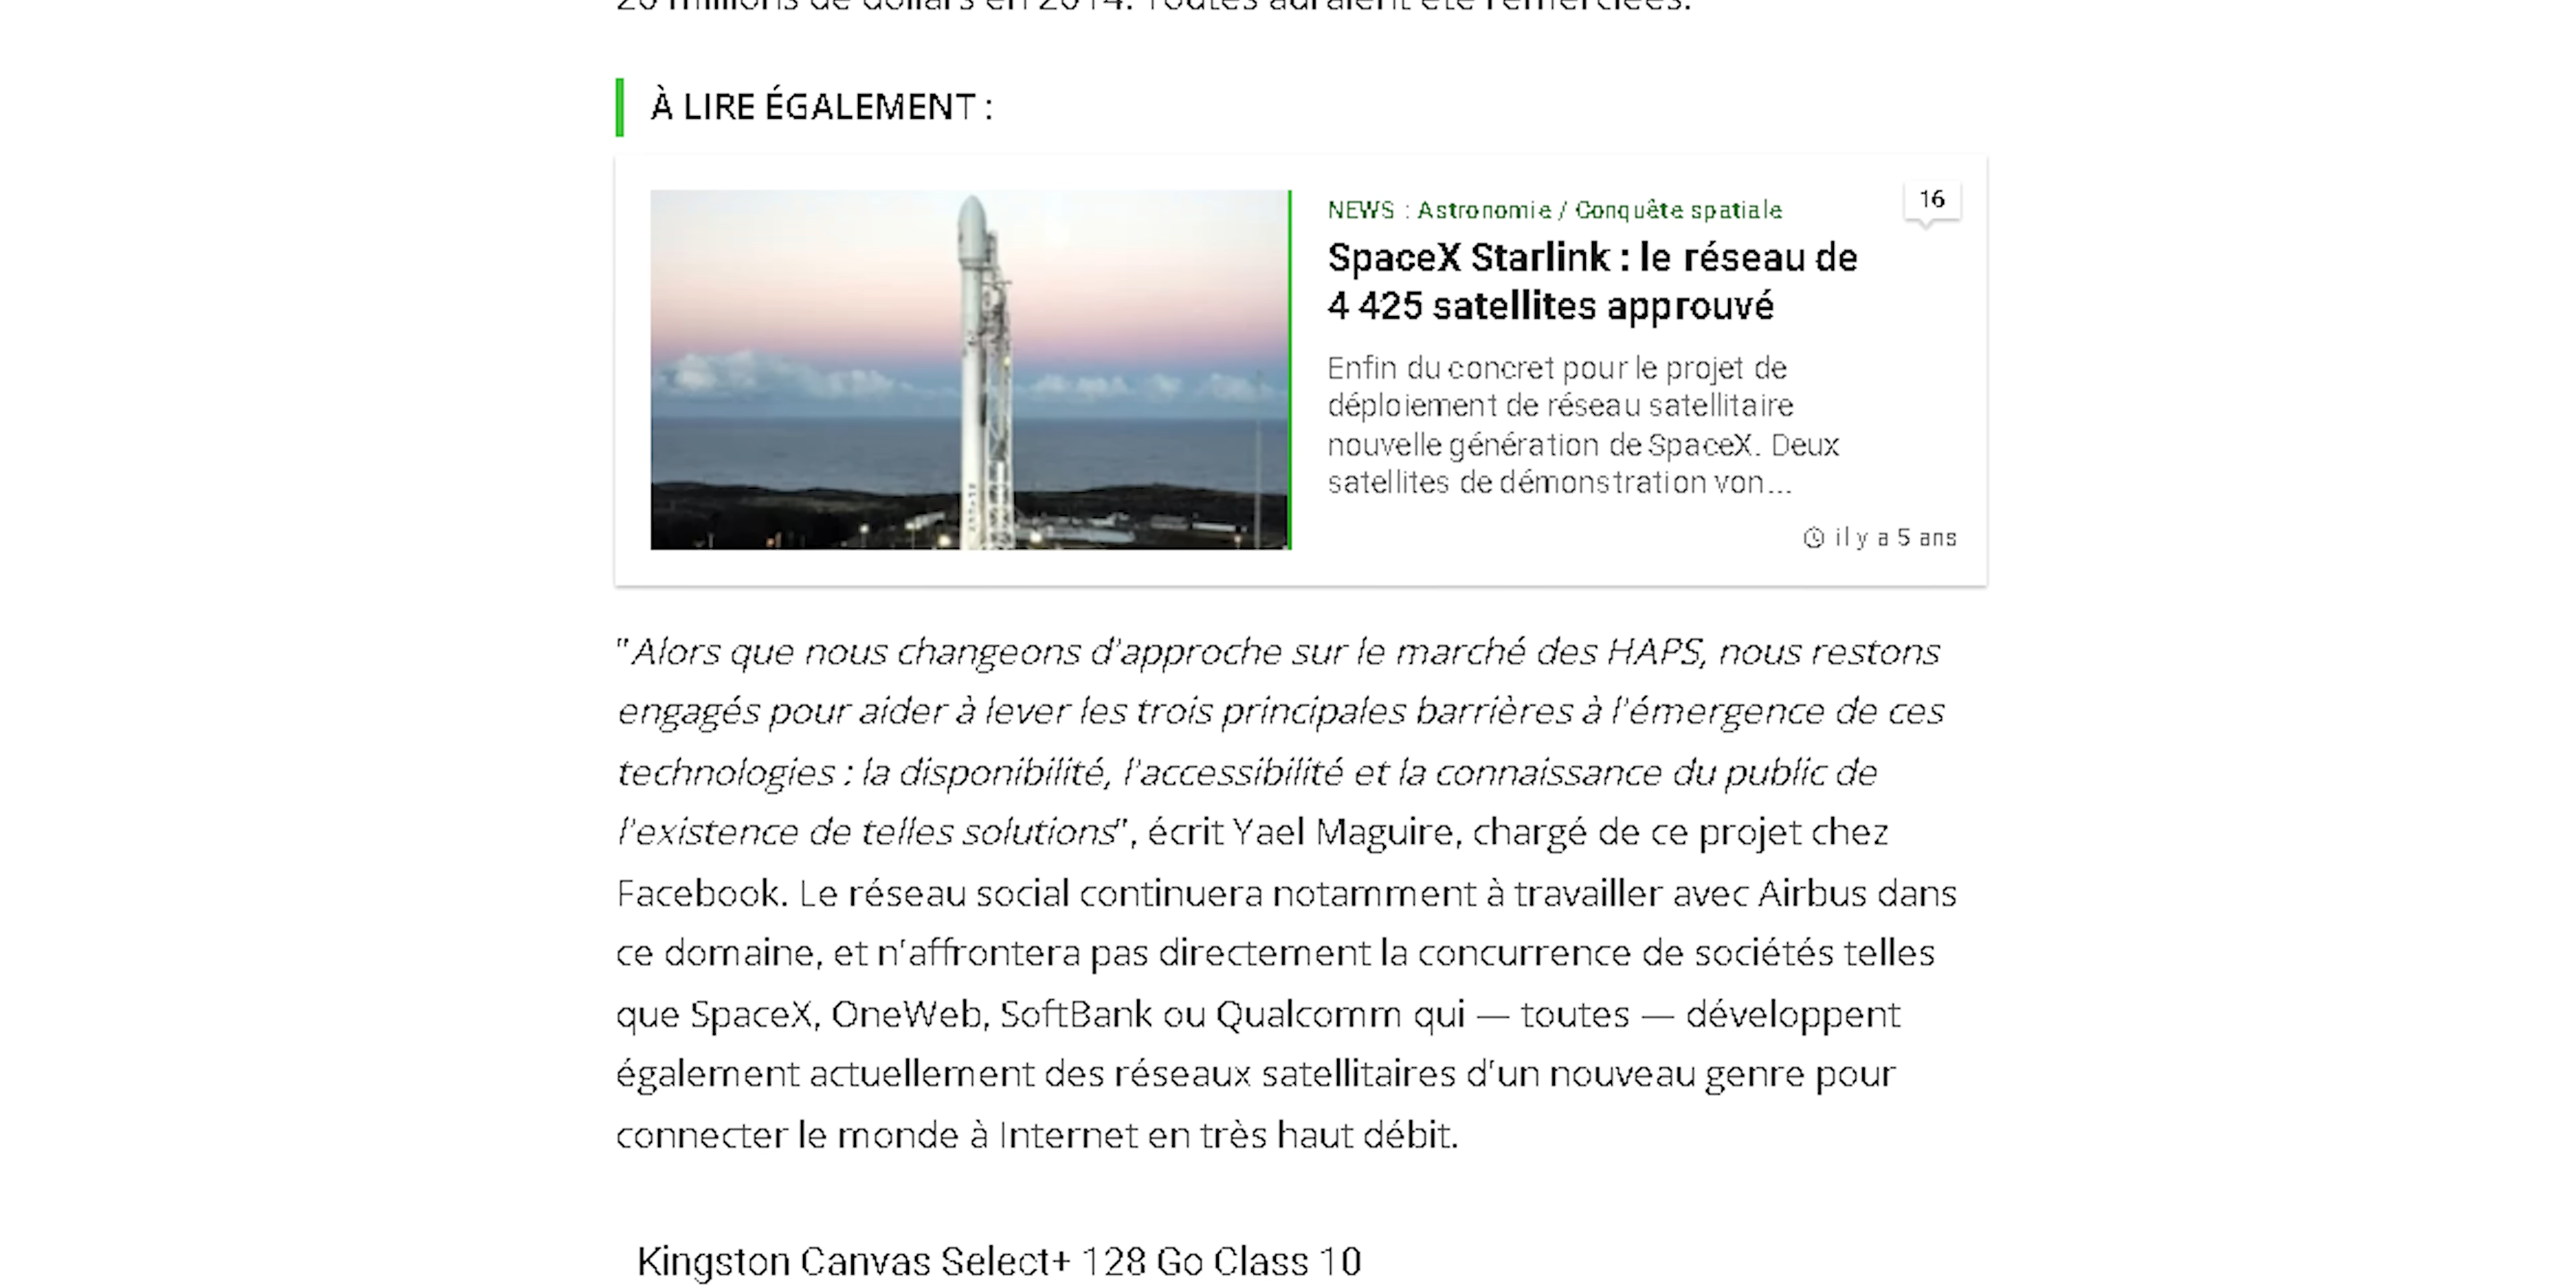 20 millions de dollars en 2014. Toutes auraient été remerciées.
À LIRE ÉGALEMENT :
NEWS : Astronomie / Conquête spatiale
16
SpaceX Starlink : le réseau de
4 425 satellites approuvé
Enfin du concret pour le projet de
déploiement de réseau satellitaire
nouvelle génération de SpaceX. Deux
satellites de démonstration von...
il y a 5 ans
"Alors que nous changeons d'approche sur le marché des HAPS, nous restons
engagés pour aider à lever les trois principales barrières à l'émergence de ces
technologies : la disponibilité, l'accessibilité et la connaissance du public de
l'existence de telles solutions", écrit Yael Maguire, chargé de ce projet chez
Facebook. Le réseau social continuera notamment à travailler avec Airbus dans
ce domaine, et n'affrontera pas directement la concurrence de sociétés telles
que SpaceX, OneWeb, SoftBank ou Qualcomm qui — toutes — développent
également actuellement des réseaux satellitaires d'un nouveau genre pour
connecter le monde à Internet en très haut débit.
Kingston Canvas Select+ 128 Go Class 10